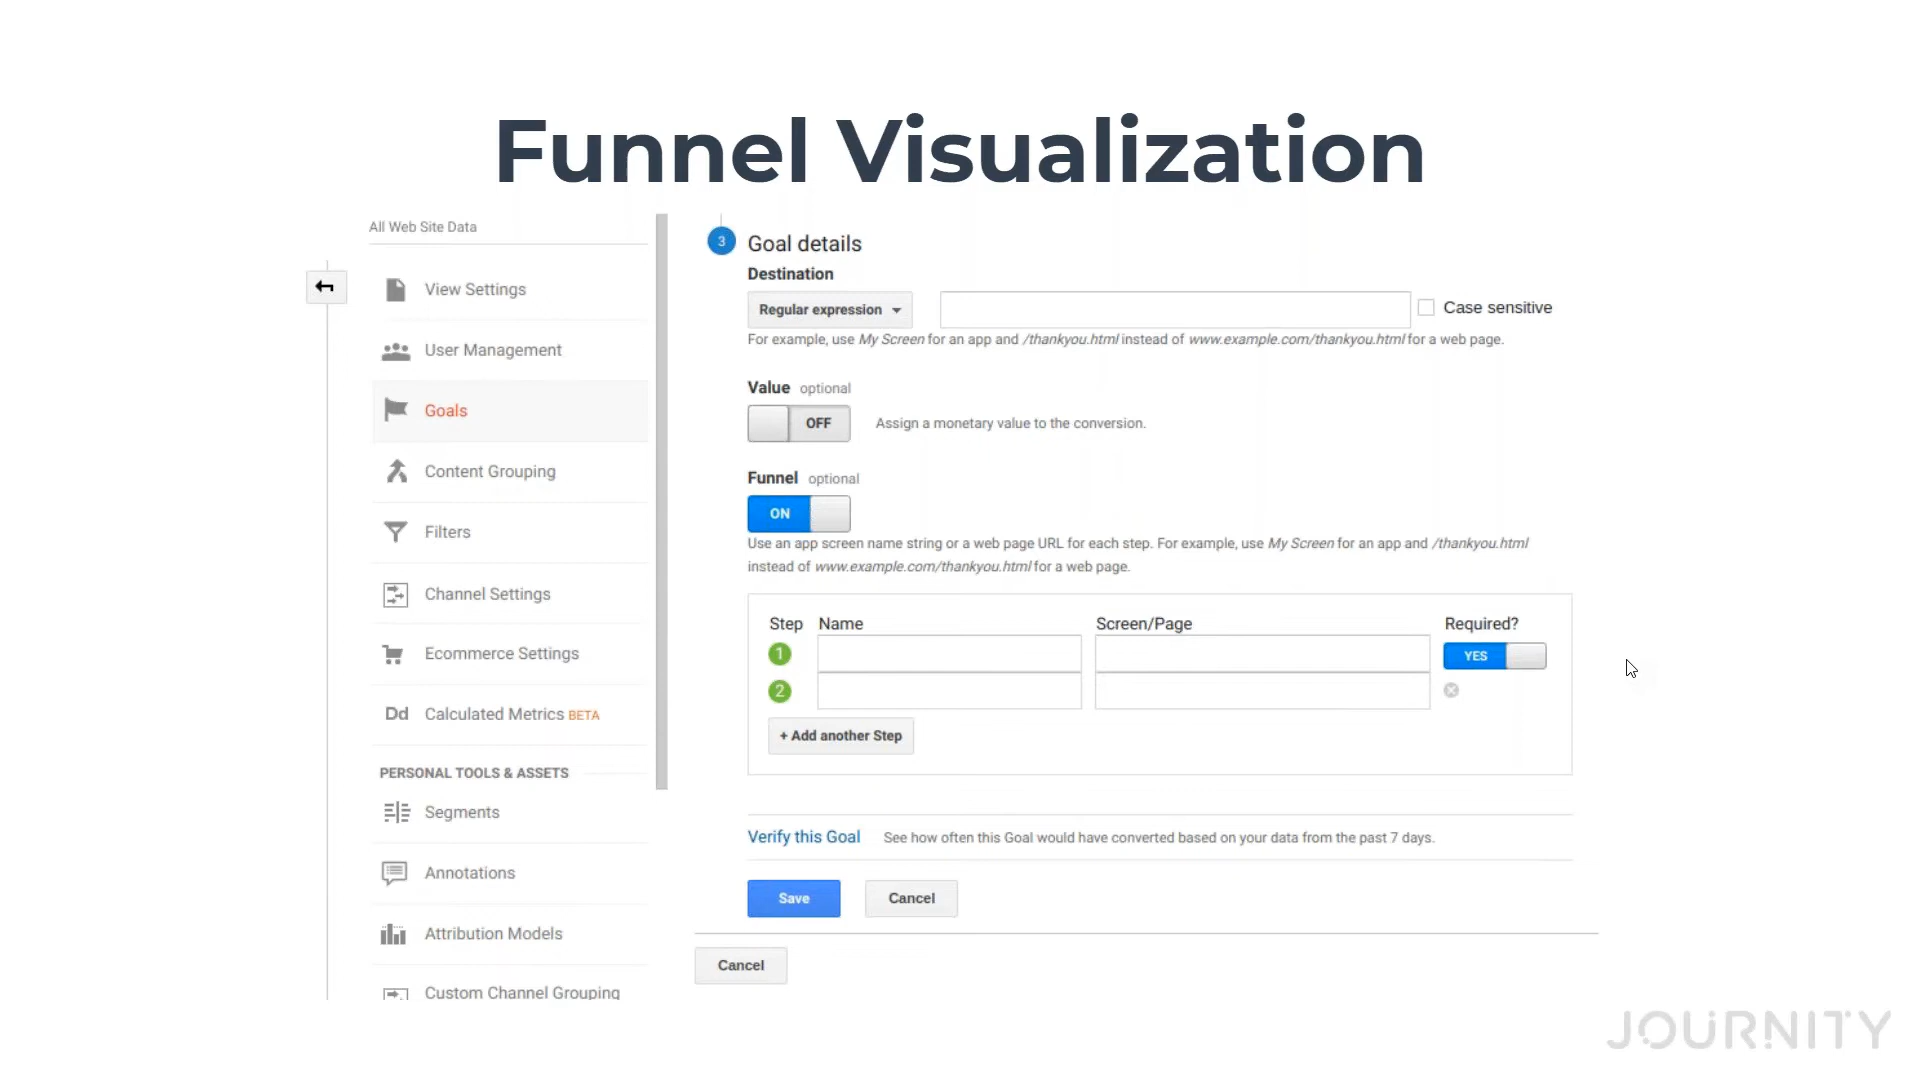 Funnel Visualization
All Web Site Data
View Settings
User Management
Goals
Content Grouping
Filters
Channel Settings
Ecommerce Settings
Dd Calculated Metrics BETA
PERSONAL TOOLS & ASSETS
Segments
Annotations
Attribution Models
Custom Channel Grouping
3 Goal details
Destination
Regular expression
Case sensitive
For example, use My Screen for an app and /thankyou.html instead of www.example.com/thankyou.html for a web page.
Value optional
OFF Assign a monetary value to the conversion.
Funnel optional
ON
Use an app screen name string or a web page URL for each step. For example, use My Screen for an app and /thankyou.html
instead of www.example.com/thankyou.html for a web page.
Step Name Screen/Page Required?
1 YES
2
+ Add another Step
Verify this Goal See how often this Goal would have converted based on your data from the past 7 days.
Save Cancel
Cancel
JOURNITY